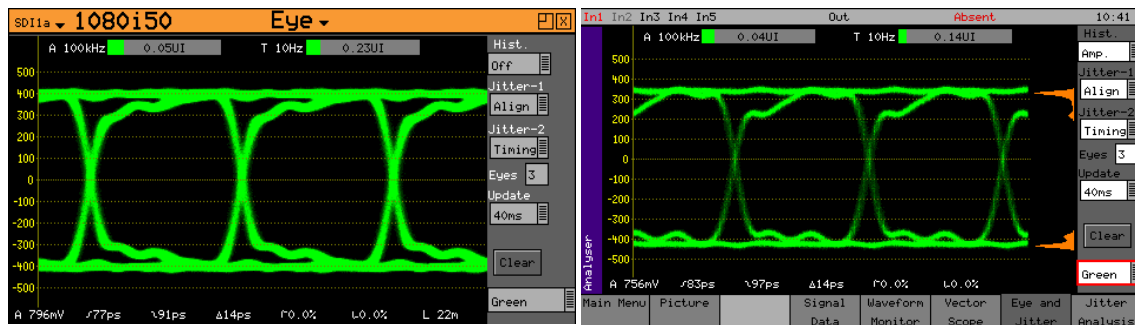 SDI1a 1080i50 Eye
A 100kHz 0.05UI T 10Hz 0.23UI
Hist.
Off
Jitter-1
Align
Jitter-2
Timing
Eyes 3
Update
40ms
Clear
Green
500
400
300
200
100
0
-100
-200
-300
-400
-500
A 796mV 77ps 91ps Δ14ps 0.0% 0.0% L 22m
In1 In2 In3 In4 In5 Out Absent 10:41
A 100kHz 0.04UI T 10Hz 0.14UI
Hist.
Amp.
Jitter-1
Align
Jitter-2
Timing
Eyes 3
Update
40ms
Clear
Green
500
400
300
200
100
0
-100
-200
-300
-400
-500
Analyser
A 756mV 83ps 97ps Δ14ps 0.0% 0.0%
Main Menu Picture Signal Data Waveform Monitor Vector Scope Eye and Jitter Jitter Analysis